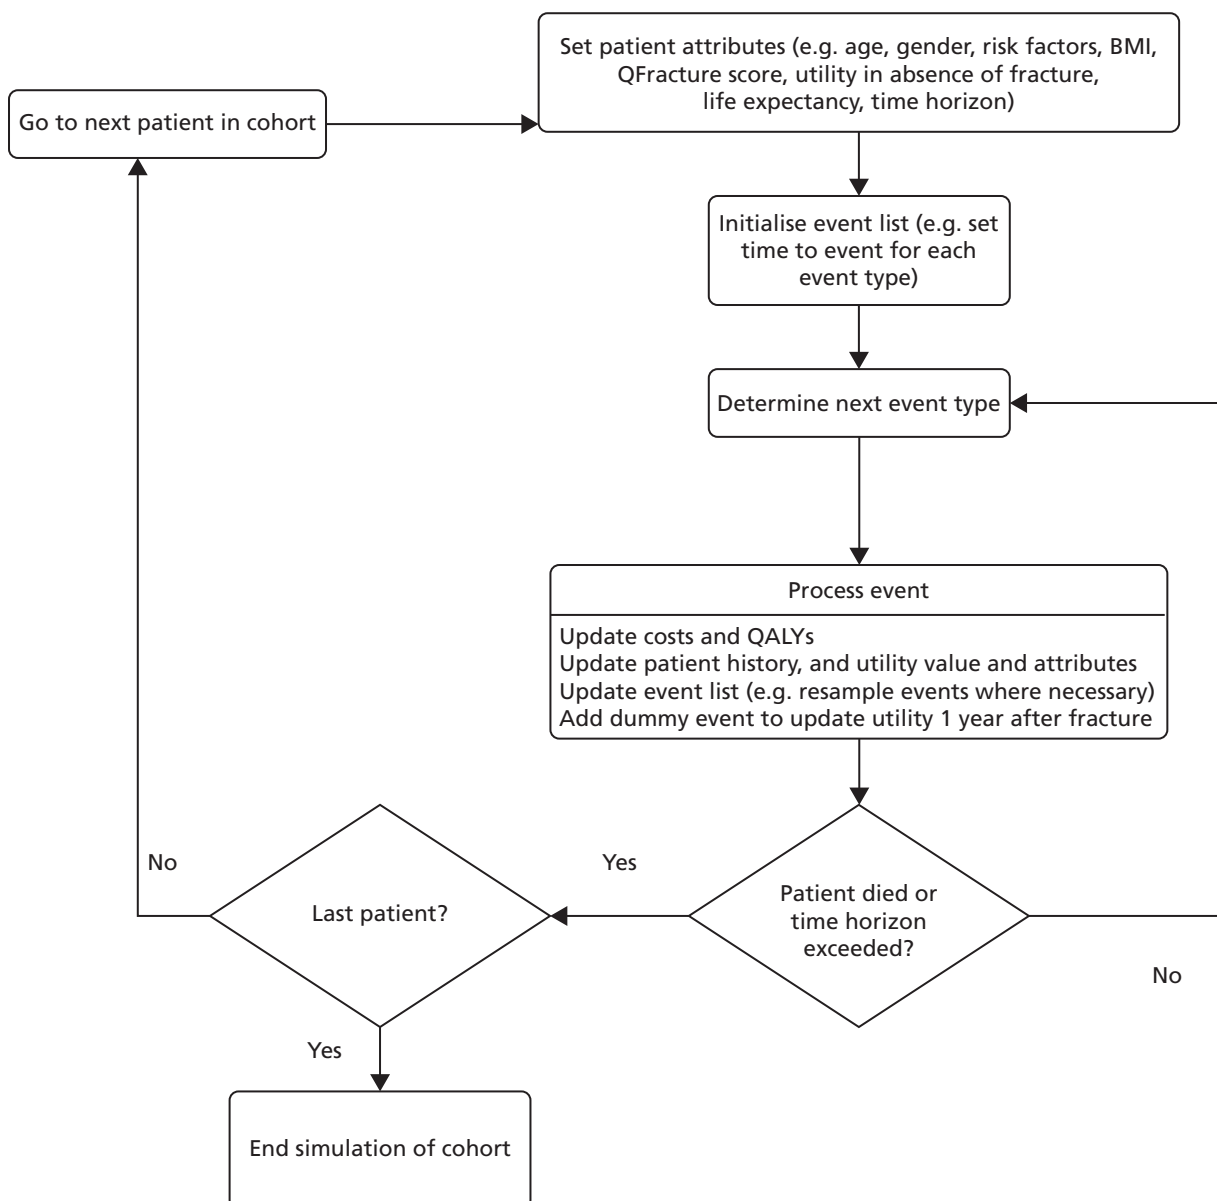 Set patient attributes (e.g. age, gender, risk factors, BMI,
QFracture score, utility in absence of fracture,
life expectancy, time horizon)
Go to next patient in cohort
Initialise event list (e.g. set
time to event for each
event type)
Determine next event type
Process event
Update costs and QALYs
Update patient history, and utility value and attributes
Update event list (e.g. resample events where necessary)
Add dummy event to update utility 1 year after fracture
No
Last patient?
Yes
Patient died or
time horizon
exceeded?
No
Yes
End simulation of cohort